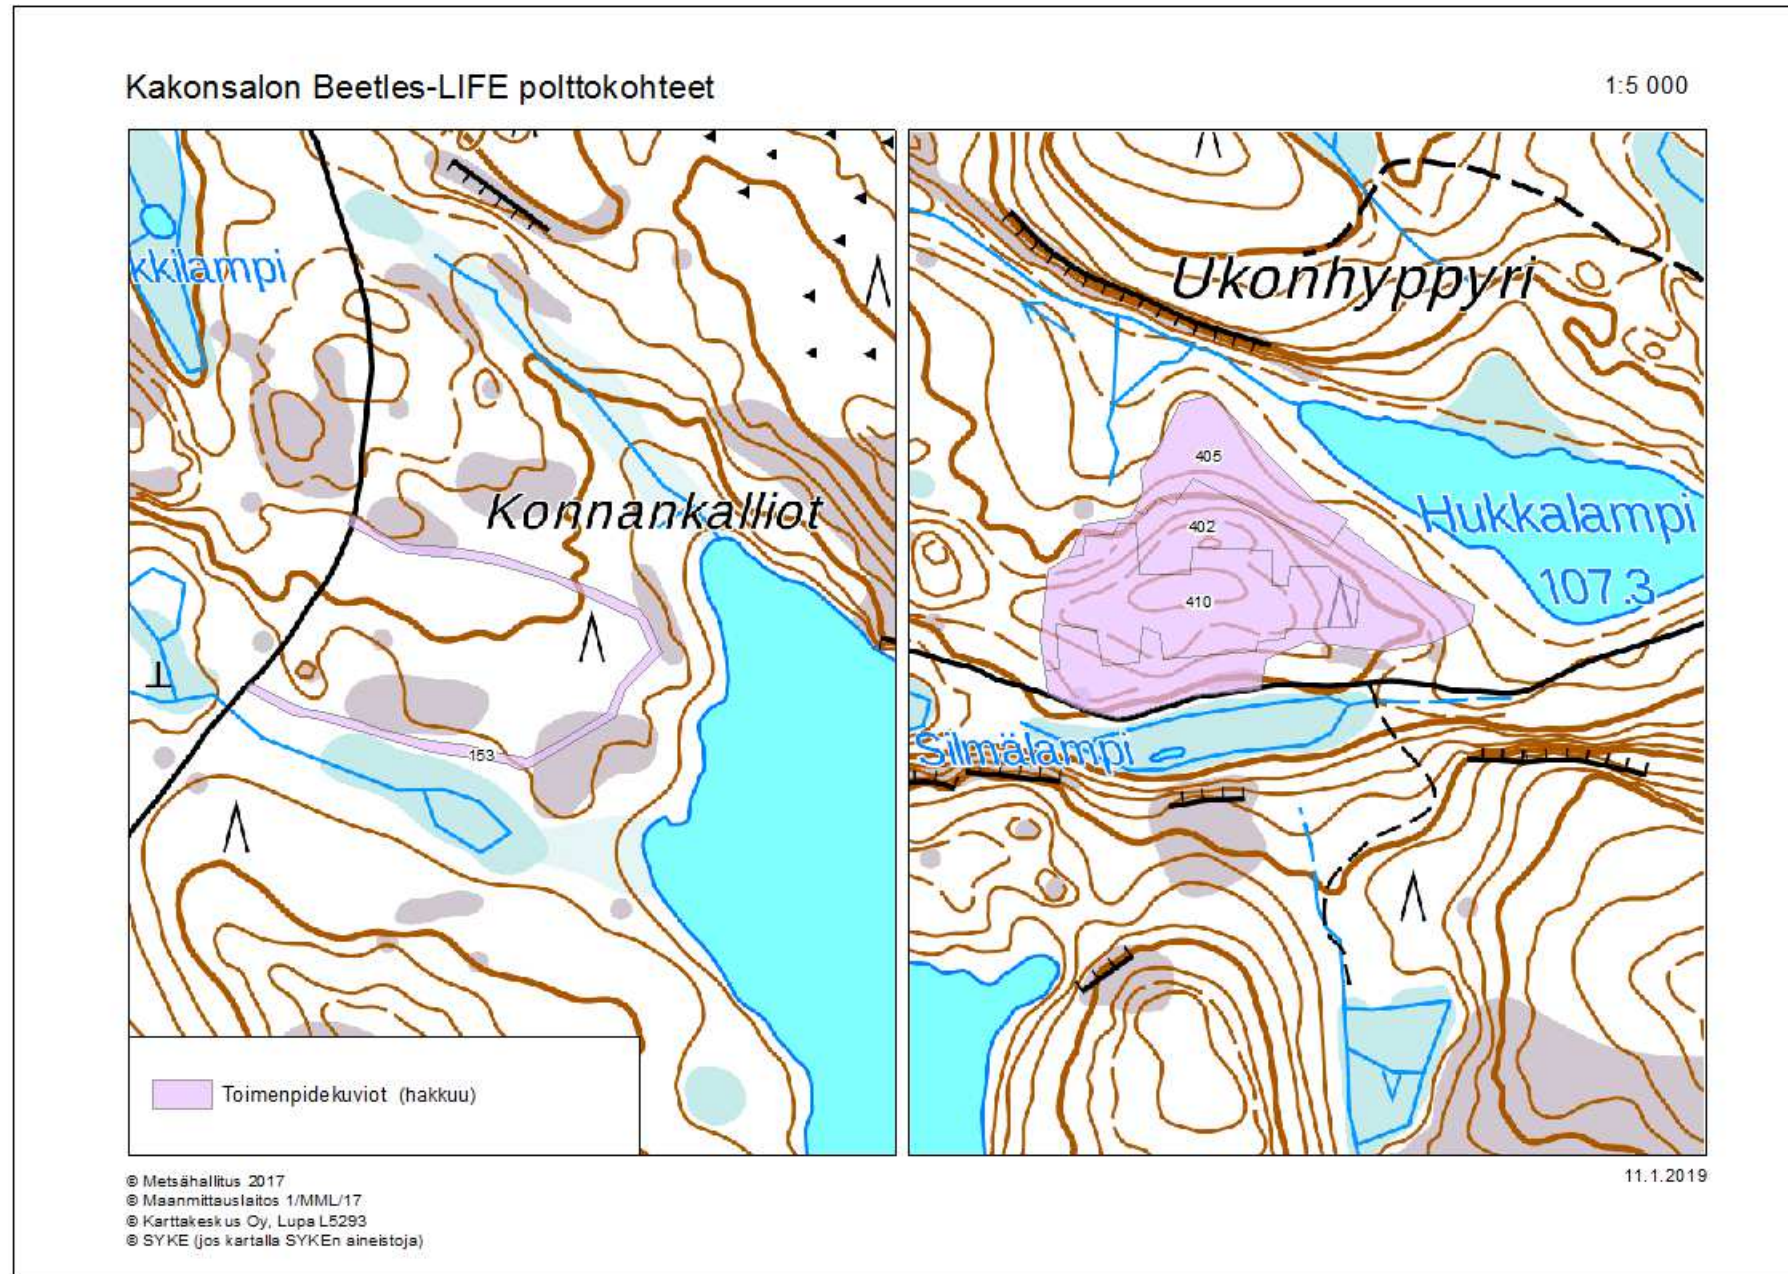 Kakonsalon Beetles-LIFE polttokohteet
1:5 000
kkilampi
Konnankalliot
153
Toimenpidekuviot (hakkuu)
Ukonhyppyri
405
402
410
Hukkalampi
107.3
Silmälampi
© Metsähallitus 2017
© Maanmittauslaitos 1/MML/17
© Karttakeskus Oy, Lupa L5293
© SYKE (jos kartalla SYKEn aineistoja)
11.1.2019